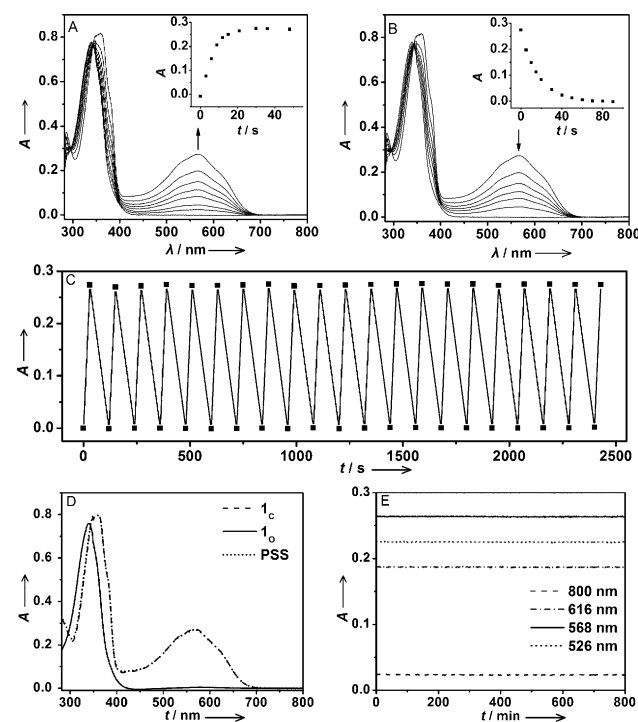 A
0.8
0.6
0.4
0.2
0.0
A
300 400 500 600 700 800
λ / nm
0.3
0.2
0.1
0.0
A
0 20 40
t / s
B
0.8
0.6
0.4
0.2
0.0
A
300 400 500 600 700 800
λ / nm
0.3
0.2
0.1
0.0
A
0 20 40 60 80
t / s
C
0.3
0.2
0.1
0.0
A
0 500 1000 1500 2000 2500
t / s
D
0.8
0.6
0.4
0.2
0.0
A
1c
1o
PSS
300 400 500 600 700 800
t / nm
E
0.3
0.2
0.1
0.0
A
800 nm
616 nm
568 nm
526 nm
0 200 400 600 800
t / min